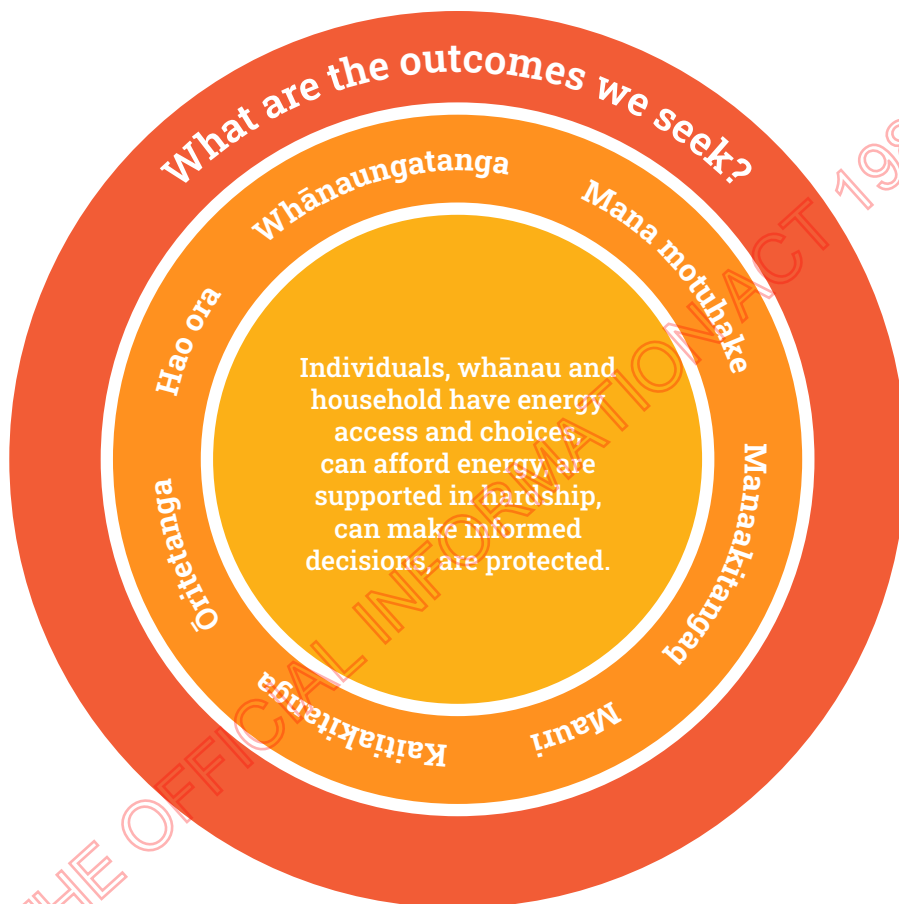 What are the outcomes we seek?
Whānaungatanga
Mana motuhake
Manaakitangaq
Mauri
Kaitiakitanga
Ōritetanga
Hao ora
Individuals, whānau and
household have energy
access and choices,
can afford energy, are
supported in hardship,
can make informed
decisions, are protected.
THE OFFICIAL INFORMATION ACT 198